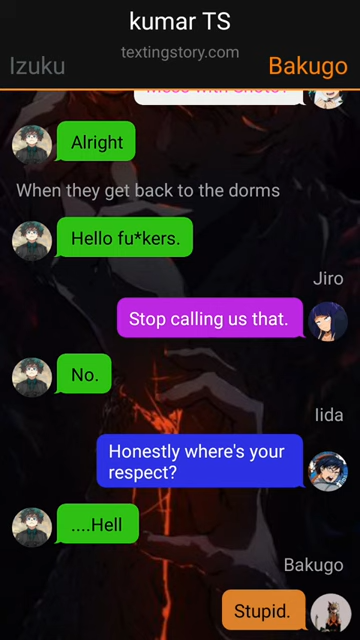 kumar TS
textingstory.com
Izuku
Bakugo
Alright
When they get back to the dorms
Hello fu*kers.
Jiro
Stop calling us that.
No.
Iida
Honestly where's your
respect?
....Hell
Bakugo
Stupid.